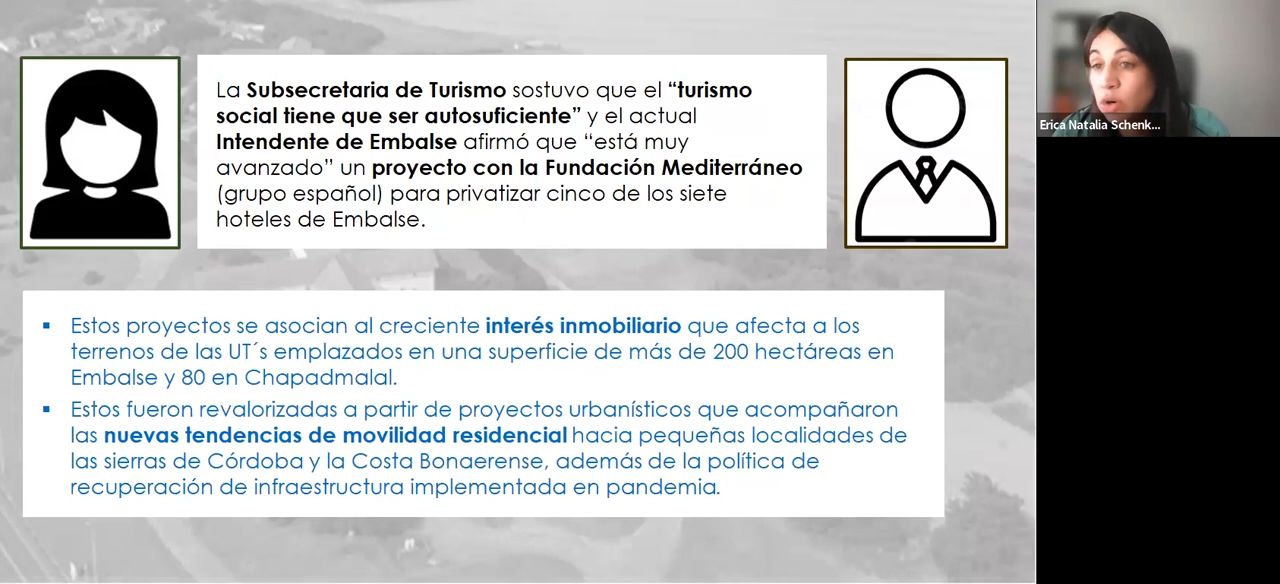 La Subsecretaria de Turismo sostuvo que el “turismo
social tiene que ser autosuficiente” y el actual
Intendente de Embalse afirmó que “está muy
avanzado” un proyecto con la Fundación Mediterráneo
(grupo español) para privatizar cinco de los siete
hoteles de Embalse.
▪ Estos proyectos se asocian al creciente interés inmobiliario que afecta a los
terrenos de las UT´s emplazados en una superficie de más de 200 hectáreas en
Embalse y 80 en Chapadmalal.
▪ Estos fueron revalorizadas a partir de proyectos urbanísticos que acompañaron
las nuevas tendencias de movilidad residencial hacia pequeñas localidades de
las sierras de Córdoba y la Costa Bonaerense, además de la política de
recuperación de infraestructura implementada en pandemia.
Erica Natalia Schenk...